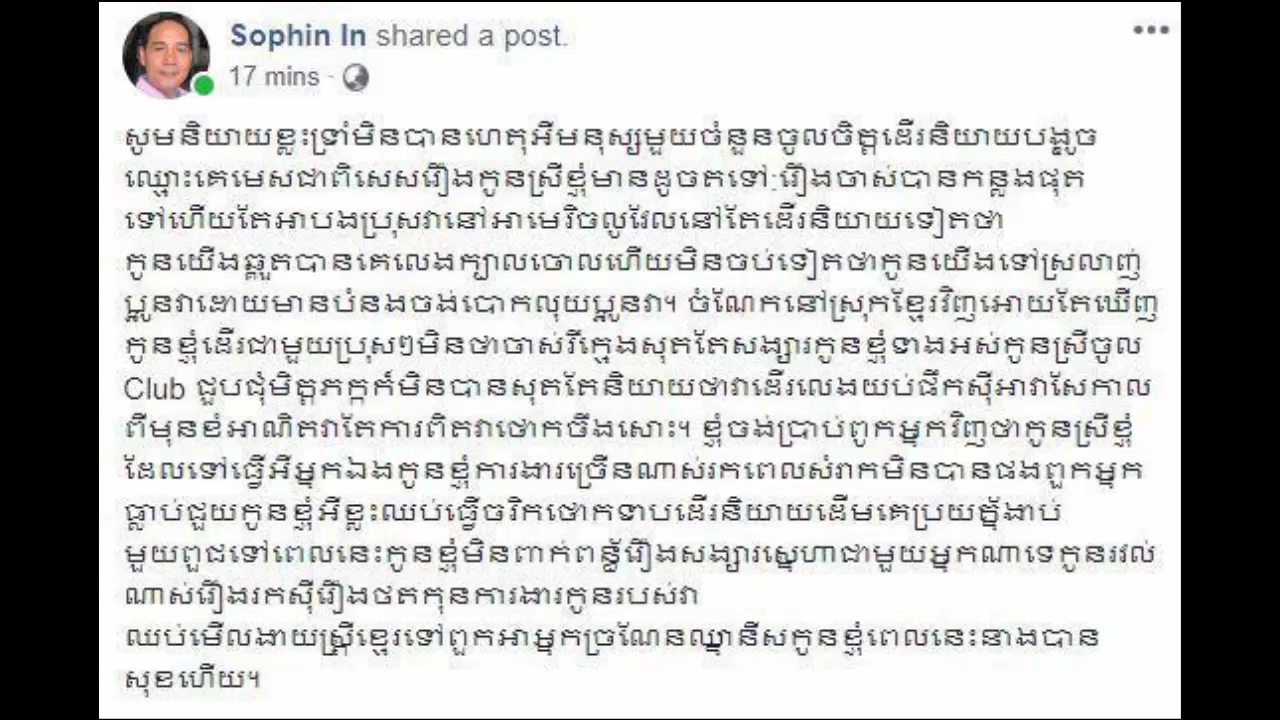 Sophin In shared a post.
17 mins ·
សូមនិយាយខ្លះទ្រាំមិនបានហេតុអីមនុស្សមួយចំនួនចូលចិត្តដើរនិយាយបង្ខូច
ឈ្មោះគេមេសជាពិសេសរឿងកូនស្រីខ្ញុំមានដូចតទៅ:រឿងចាស់បានកន្លងផុត
ទៅហើយតែអាបងប្រុសវានៅអាមេរិចលូវែលនៅតែដើរនិយាយទៀតថា
កូនយើងឆ្គួតបានគេលេងក្បាលចោលហើយមិនចប់ទៀតថាកូនយើងទៅស្រលាញ់
ប្អូនវាដោយមានបំនងចង់បោកលុយប្អូនវា។ ចំណែកនៅស្រុកខ្មែរវិញអោយតែឃើញ
កូនខ្ញុំដើរជាមួយប្រុសៗមិនថាចាស់រឺក្មេងសុតតែសង្សារកូនខ្ញុំទាងអស់កូនស្រីចូល
Club ជួបជុំមិត្តភក្តក៍មិនបានសុតតែនិយាយថាវាដើរលេងយប់ផឹកស៊ីអាវាសែកាល
ពីមុនខំអាណិតវាតែការពិតវាថោកចឹងសោះ។ ខ្ញុំចង់ប្រាប់ពួកអ្នកវិញថាកូនស្រីខ្ញុំ
ដែលទៅធ្វើអីអ្នកឯងកូនខ្ញុំការងារច្រើនណាស់រកពេលសំរាកមិនបានផងពួកអ្នក
ធ្លាប់ជួយកូនខ្ញុំអីខ្លះឈប់ធ្វើចរិកថោកទាបដើរនិយាយដើមគេប្រយត្ន័ងាប់
មួយពួជទៅពេលនេះកូនខ្ញុំមិនពាក់ពន្ល័រឿងសង្សារស្នេហាជាមួយអ្នកណាទេកូនរវល់
ណាស់រឿងរកស៊ីរឿងថតកុនការងារកូនរបស់វា
ឈប់មើលងាយស្ត្រីខ្មេរទៅពួកអាអ្នកច្រណែនឈ្នានីសកូនខ្ញុំពេលនេះនាងបាន
សុខហើយ។